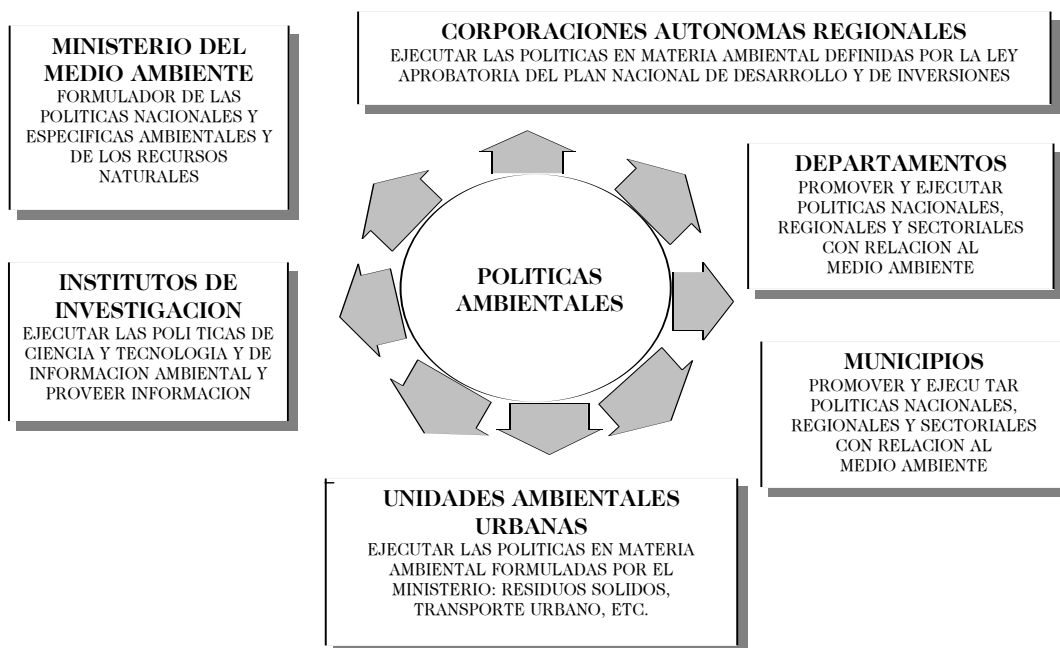 MINISTERIO DEL
MEDIO AMBIENTE
FORMULADOR DE LAS
POLITICAS NACIONALES Y
ESPECIFICAS AMBIENTALES Y
DE LOS RECURSOS
NATURALES
CORPORACIONES AUTONOMAS REGIONALES
EJECUTAR LAS POLITICAS EN MATERIA AMBIENTAL DEFINIDAS POR LA LEY
APROBATORIA DEL PLAN NACIONAL DE DESARROLLO Y DE INVERSIONES
DEPARTAMENTOS
PROMOVER Y EJECUTAR
POLITICAS NACIONALES,
REGIONALES Y SECTORIALES
CON RELACION AL
MEDIO AMBIENTE
INSTITUTOS DE
INVESTIGACION
EJECUTAR LAS POLI TICAS DE
CIENCIA Y TECNOLOGIA Y DE
INFORMACION AMBIENTAL Y
PROVEER INFORMACION
POLITICAS
AMBIENTALES
MUNICIPIOS
PROMOVER Y EJECU TAR
POLITICAS NACIONALES,
REGIONALES Y SECTORIALES
CON RELACION AL
MEDIO AMBIENTE
UNIDADES AMBIENTALES
URBANAS
EJECUTAR LAS POLITICAS EN MATERIA
AMBIENTAL FORMULADAS POR EL
MINISTERIO: RESIDUOS SOLIDOS,
TRANSPORTE URBANO, ETC.